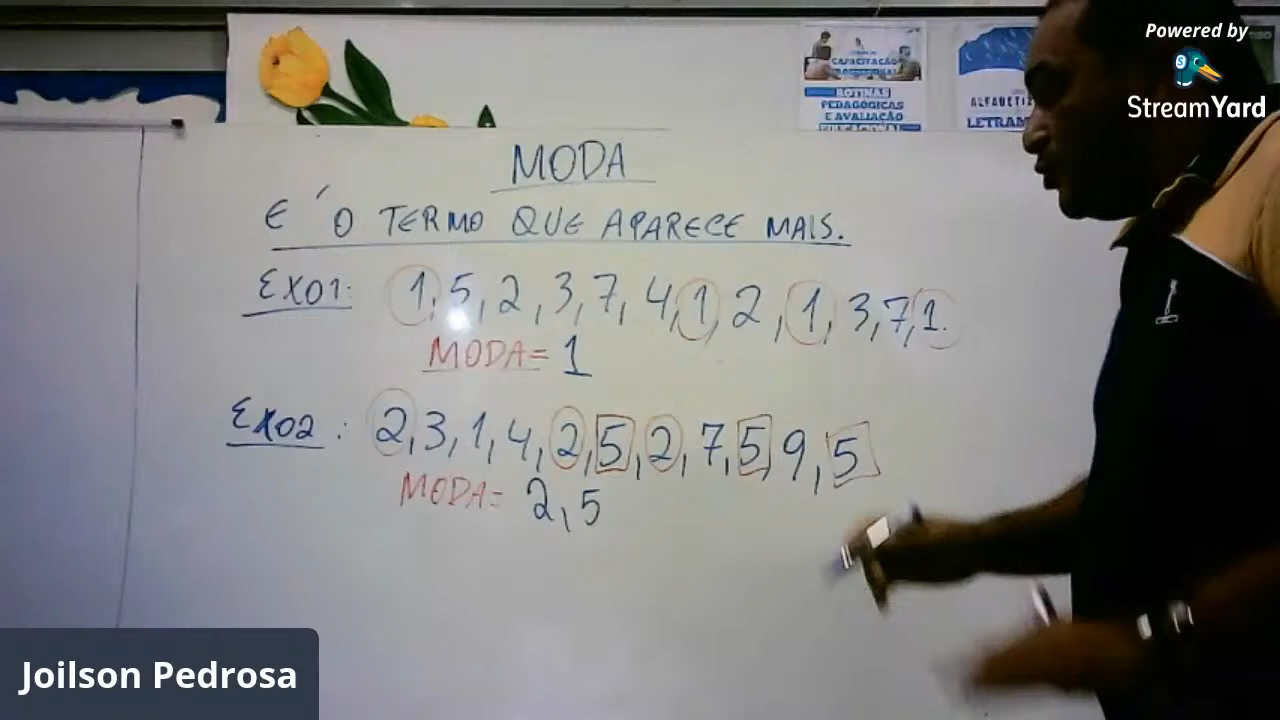 Powered by
StreamYard
CAPACITAÇÃO
ROTINAS
PEDAGÓGICAS
E AVALIAÇÃO
LETRAM
MODA
E´ O TERMO QUE APARECE MAIS.
EX01: 1, 5, 2, 3, 7, 4, 1, 2, 1, 3, 7, 1.
MODA= 1
EX02: 2, 3, 1, 4, 2, 5, 2, 7, 5, 9, 5
MODA= 2, 5
Joilson Pedrosa